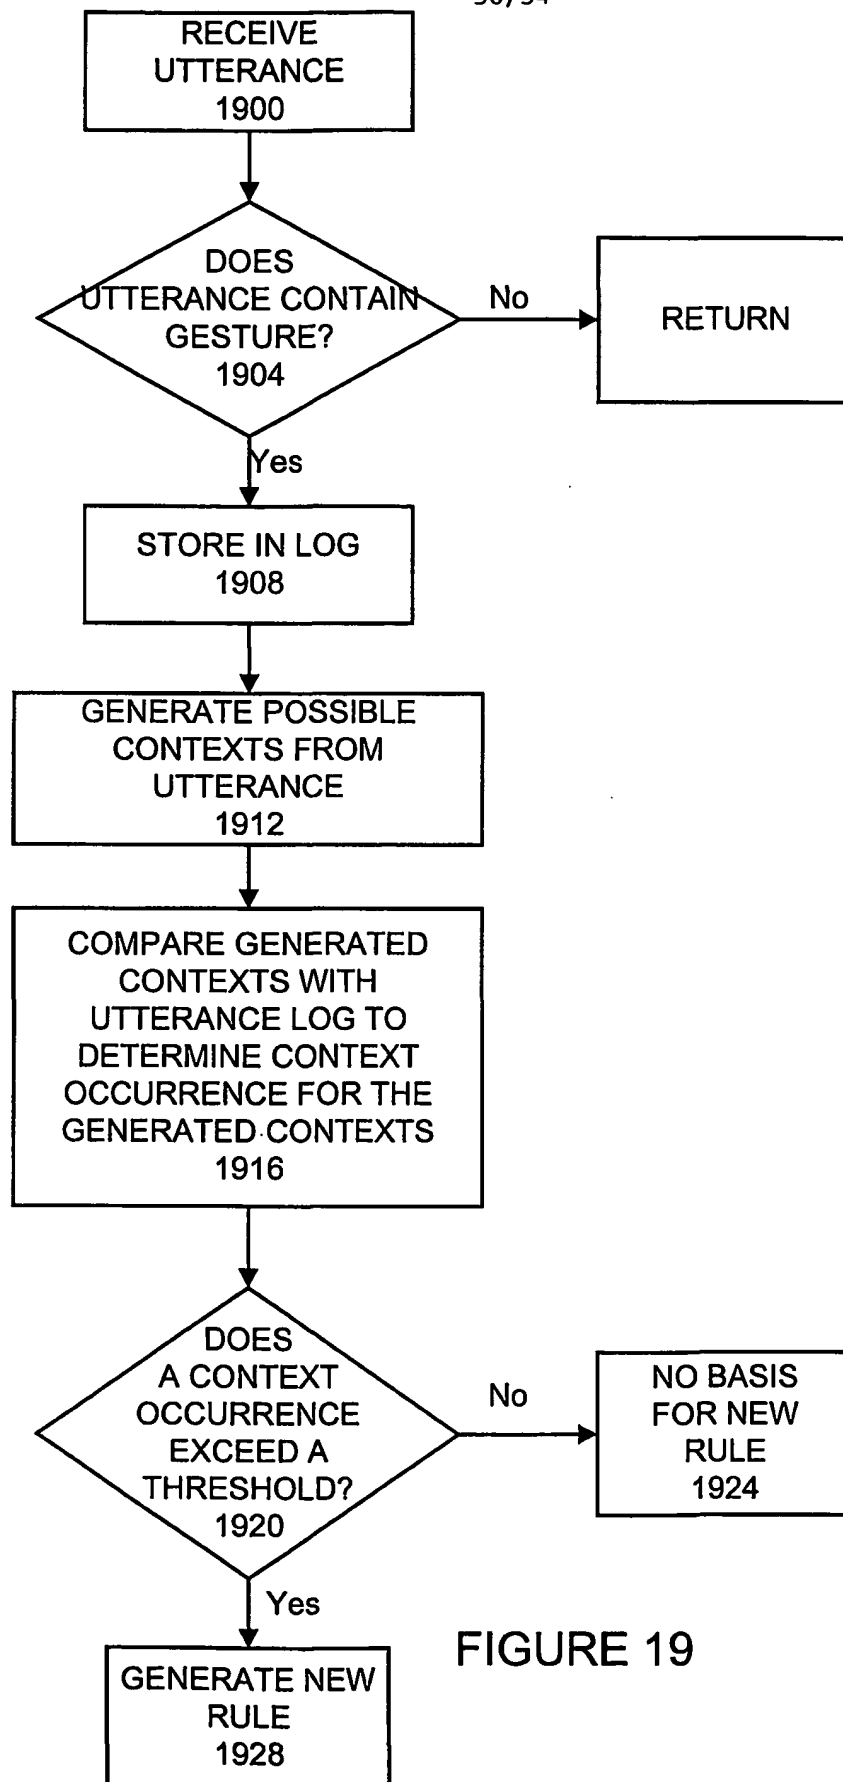 RECEIVE
UTTERANCE
1900
DOES
UTTERANCE CONTAIN
GESTURE?
1904
No
RETURN
Yes
STORE IN LOG
1908
GENERATE POSSIBLE
CONTEXTS FROM
UTTERANCE
1912
COMPARE GENERATED
CONTEXTS WITH
UTTERANCE LOG TO
DETERMINE CONTEXT
OCCURRENCE FOR THE
GENERATED CONTEXTS
1916
DOES
A CONTEXT
OCCURRENCE
EXCEED A
THRESHOLD?
1920
No
NO BASIS
FOR NEW
RULE
1924
Yes
GENERATE NEW
RULE
1928
FIGURE 19